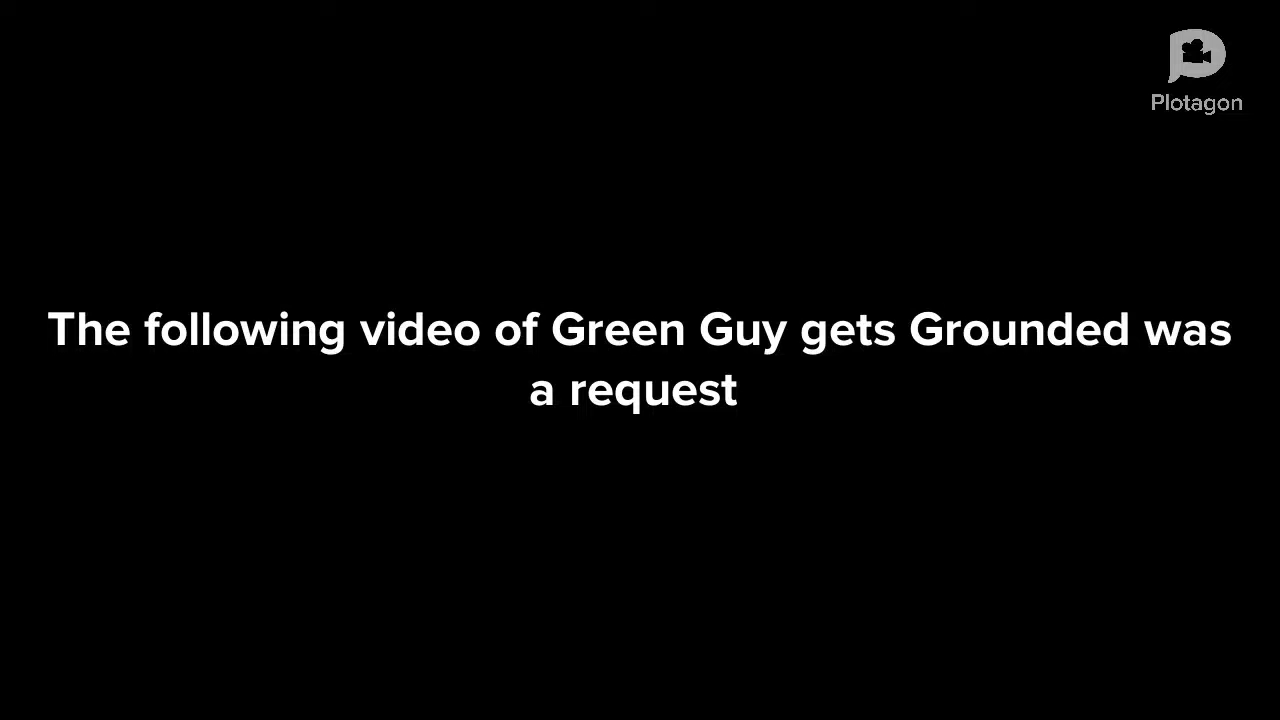 Plotagon
The following video of Green Guy gets Grounded was
a request